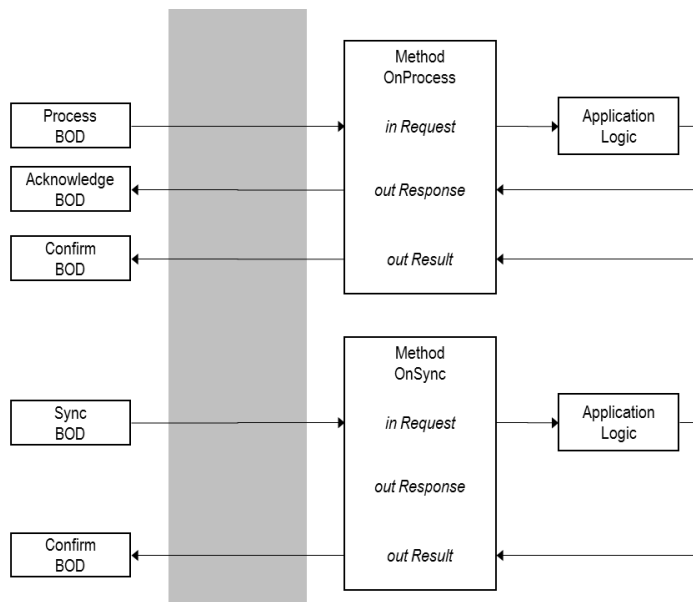 Method
OnProcess
Process
BOD
in Request
Application
Logic
Acknowledge
BOD
out Response
Confirm
BOD
out Result
Method
OnSync
Sync
BOD
in Request
Application
Logic
out Response
Confirm
BOD
out Result